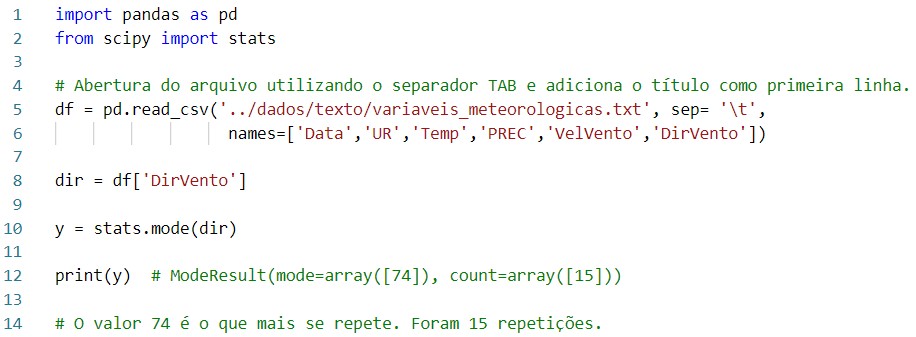 1 import pandas as pd
2 from scipy import stats
3
4 # Abertura do arquivo utilizando o separador TAB e adiciona o título como primeira linha.
5 df = pd.read_csv('../dados/texto/variaveis_meteorologicas.txt', sep= '\t',
6 names=['Data','UR','Temp','PREC','VelVento','DirVento'])
7
8 dir = df['DirVento']
9
10 y = stats.mode(dir)
11
12 print(y)  # ModeResult(mode=array([74]), count=array([15]))
13
14 # O valor 74 é o que mais se repete. Foram 15 repetições.